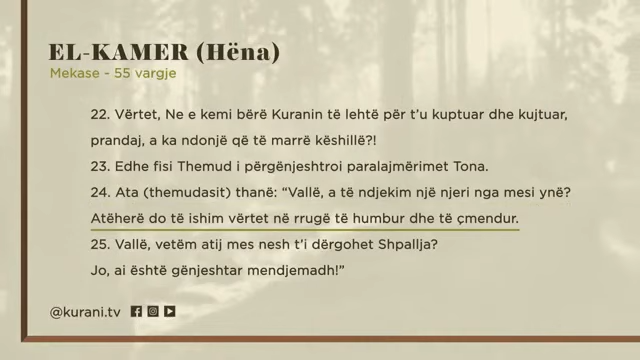 EL-KAMER (Hëna)
Mekase - 55 vargje
22. Vërtet, Ne e kemi bërë Kuranin të lehtë për t'u kuptuar dhe kujtuar,
prandaj, a ka ndonjë që të marrë këshillë?!
23. Edhe fisi Themud i përgënjeshtroi paralajmërimet Tona.
24. Ata (themudasit) thanë: “Vallë, a të ndjekim një njeri nga mesi ynë?
Atëherë do të ishim vërtet në rrugë të humbur dhe të çmendur.
25. Vallë, vetëm atij mes nesh t'i dërgohet Shpallja?
Jo, ai është gënjeshtar mendjemadh!”
@kurani.tv